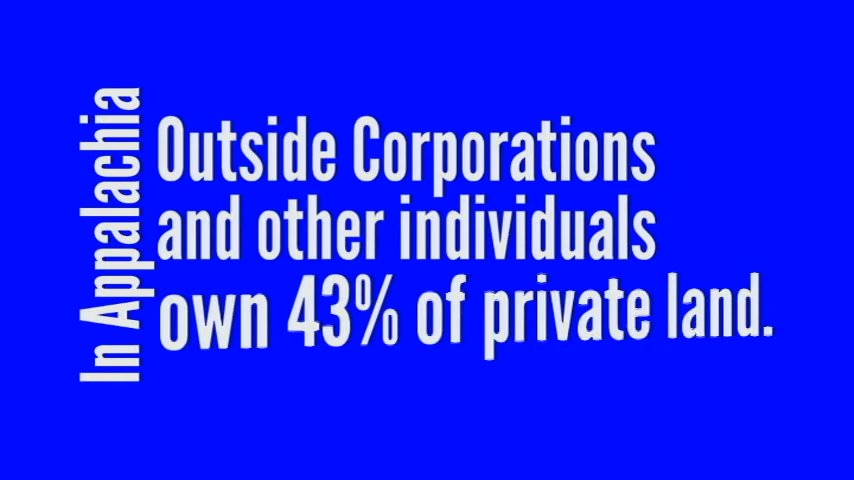 In Appalachia
Outside Corporations
and other individuals
own 43% of private land.